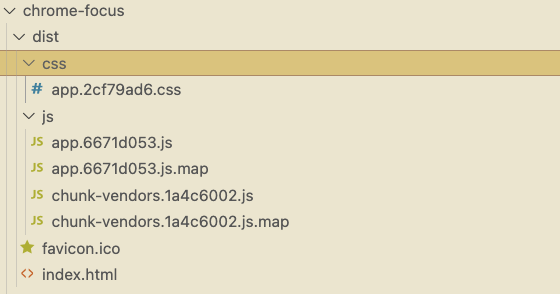 chrome-focus
dist
css
# app.2cf79ad6.css
js
JS app.6671d053.js
JS app.6671d053.js.map
JS chunk-vendors.1a4c6002.js
JS chunk-vendors.1a4c6002.js.map
favicon.ico
<> index.html